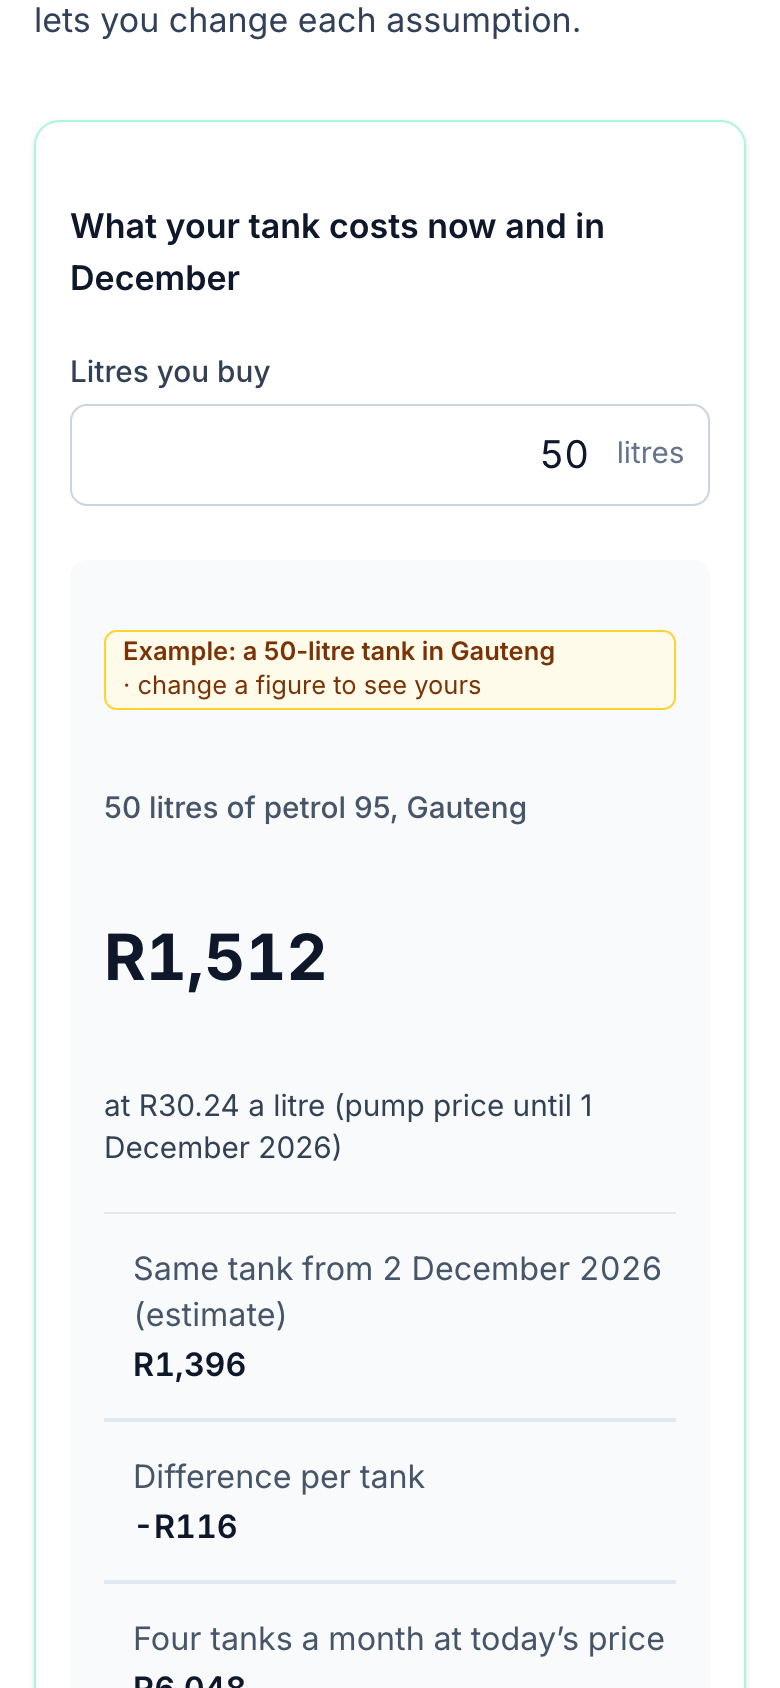 lets you change each assumption.
What your tank costs now and in
December
Litres you buy
50 litres
Example: a 50-litre tank in Gauteng
· change a figure to see yours
50 litres of petrol 95, Gauteng
R1,512
at R30.24 a litre (pump price until 1
December 2026)
Same tank from 2 December 2026
(estimate)
R1,396
Difference per tank
-R116
Four tanks a month at today’s price
R6,048